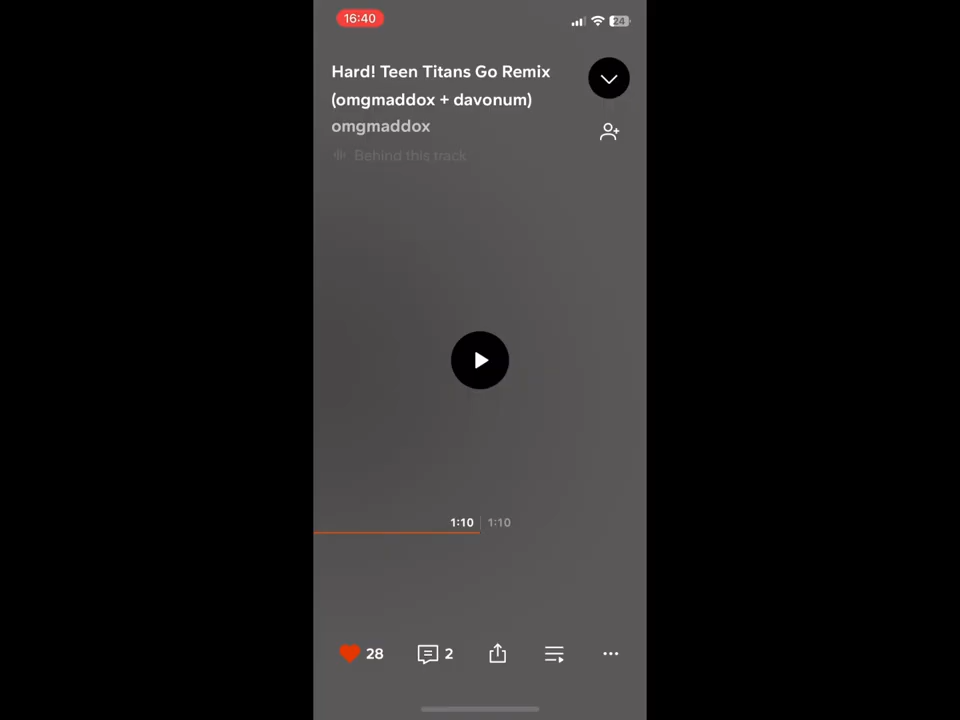 16:40
24
Hard! Teen Titans Go Remix
(omgmaddox + davonum)
omgmaddox
Behind this track
1:10 1:10
28 2